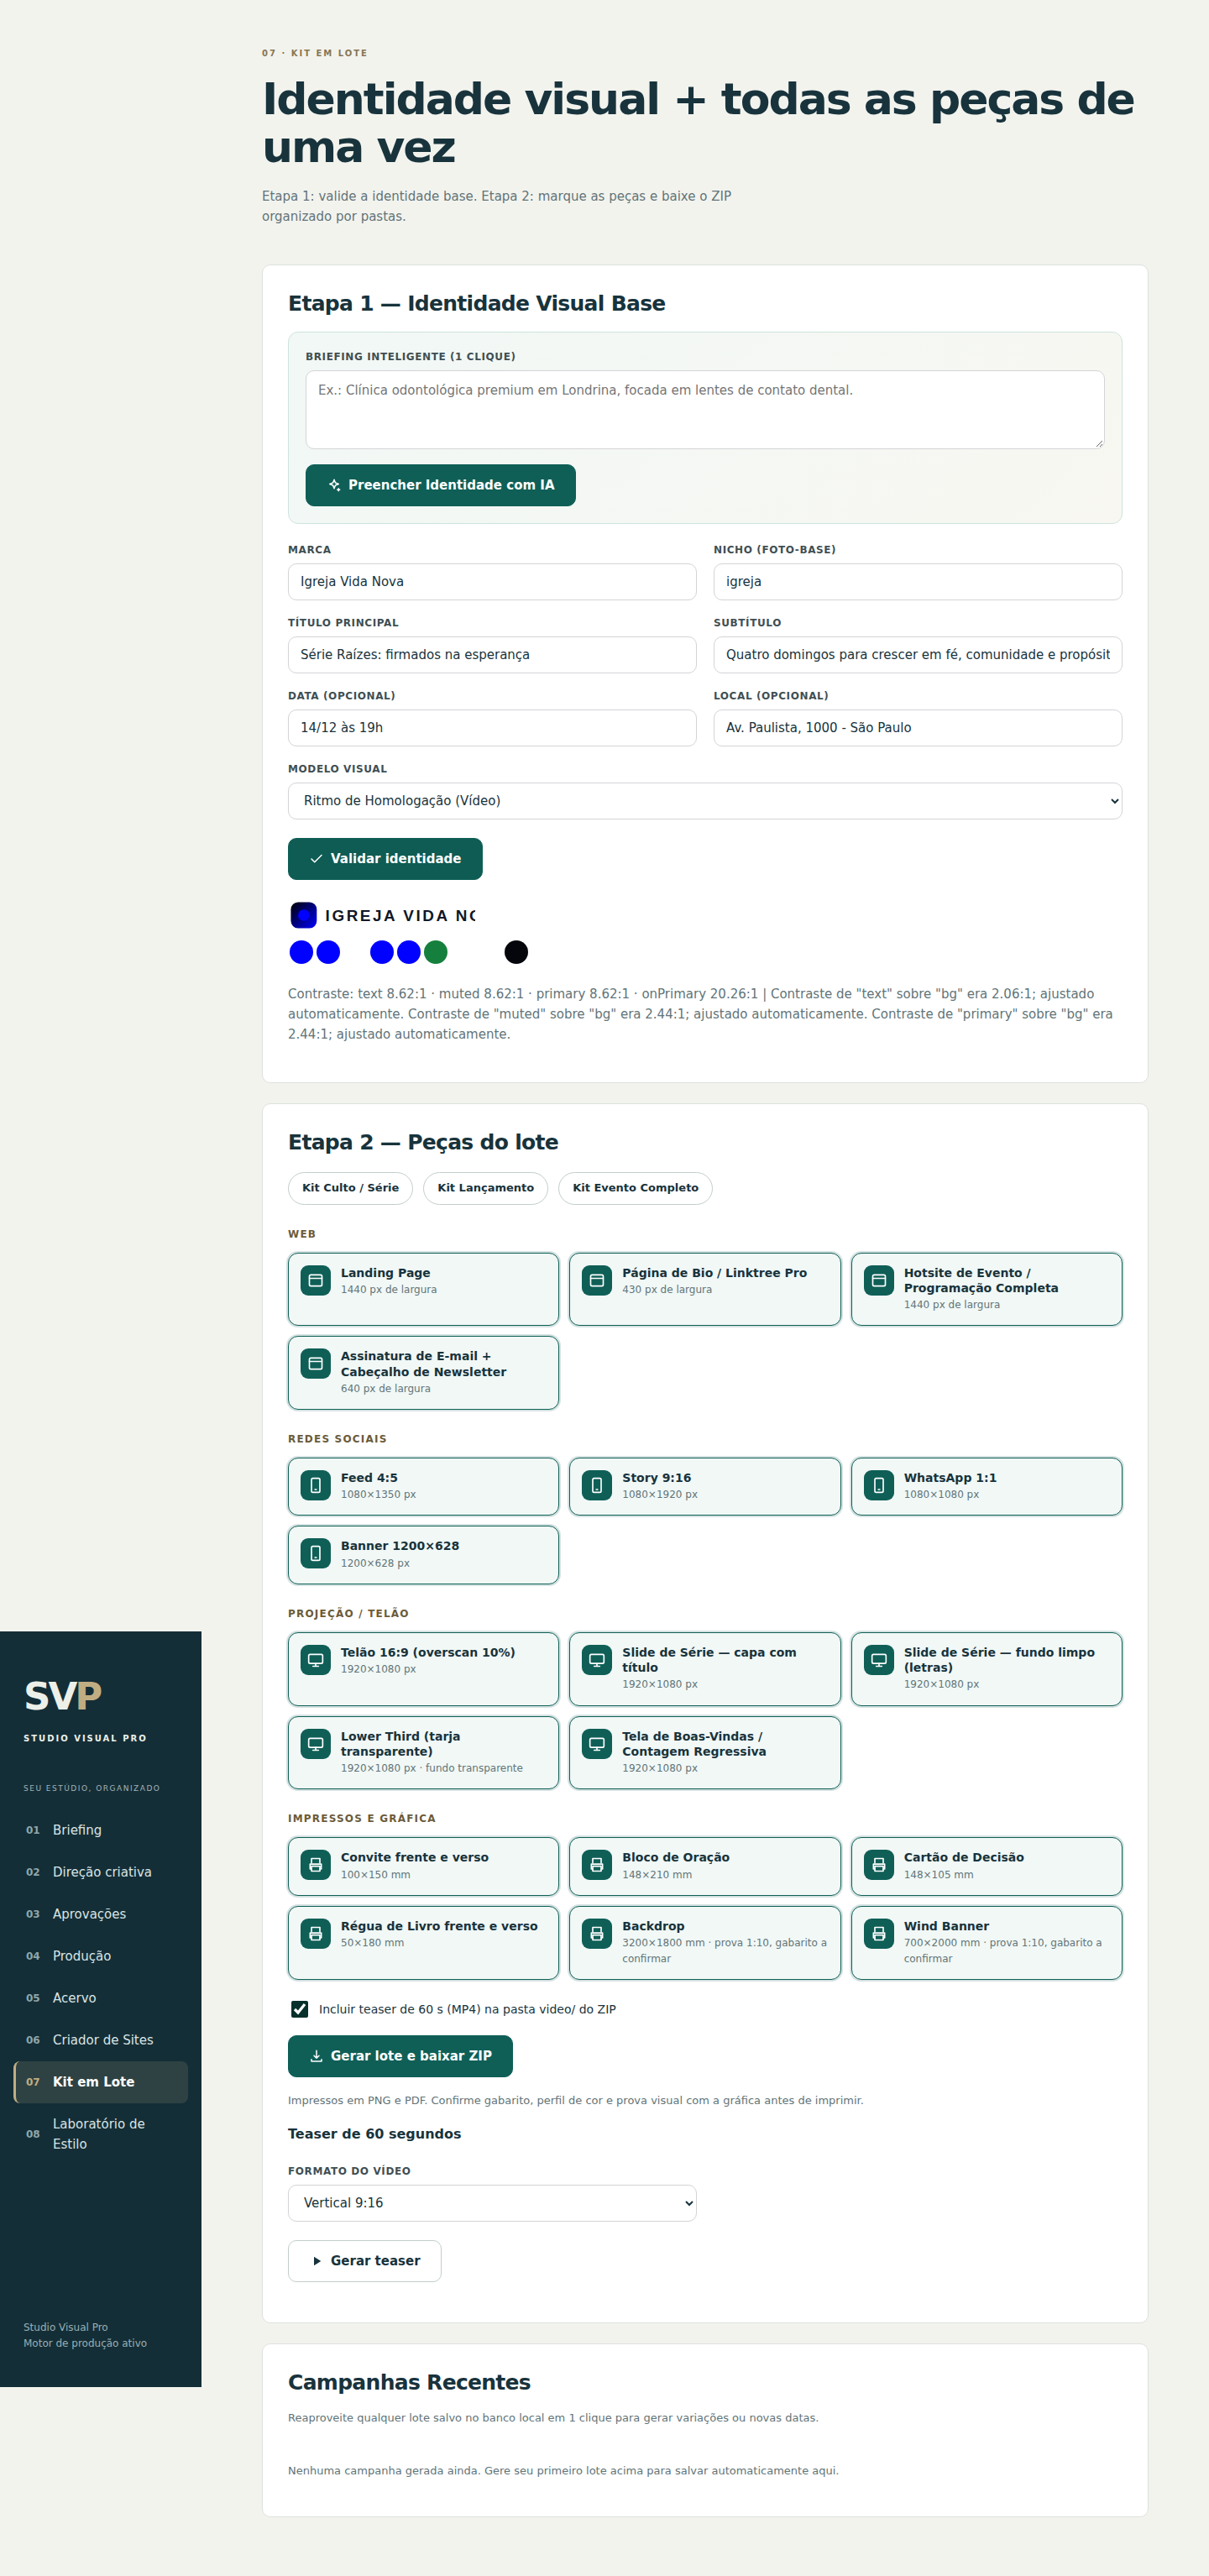 07 · KIT EM LOTE
Identidade visual + todas as peças de
uma vez
Etapa 1: valide a identidade base. Etapa 2: marque as peças e baixe o ZIP
organizado por pastas.
Etapa 1 — Identidade Visual Base
BRIEFING INTELIGENTE (1 CLIQUE)
Ex.: Clínica odontológica premium em Londrina, focada em lentes de contato dental.
Preencher Identidade com IA
MARCA
Igreja Vida Nova
NICHO (FOTO-BASE)
igreja
TÍTULO PRINCIPAL
Série Raízes: firmados na esperança
SUBTÍTULO
Quatro domingos para crescer em fé, comunidade e propósit
DATA (OPCIONAL)
14/12 às 19h
LOCAL (OPCIONAL)
Av. Paulista, 1000 - São Paulo
MODELO VISUAL
Ritmo de Homologação (Vídeo)
Validar identidade
IGREJA VIDA NO
Contraste: text 8.62:1 · muted 8.62:1 · primary 8.62:1 · onPrimary 20.26:1 | Contraste de "text" sobre "bg" era 2.06:1; ajustado
automaticamente. Contraste de "muted" sobre "bg" era 2.44:1; ajustado automaticamente. Contraste de "primary" sobre "bg" era
2.44:1; ajustado automaticamente.
Etapa 2 — Peças do lote
Kit Culto / Série
Kit Lançamento
Kit Evento Completo
WEB
Landing Page
1440 px de largura
Página de Bio / Linktree Pro
430 px de largura
Hotsite de Evento /
Programação Completa
1440 px de largura
Assinatura de E-mail +
Cabeçalho de Newsletter
640 px de largura
REDES SOCIAIS
Feed 4:5
1080×1350 px
Story 9:16
1080×1920 px
WhatsApp 1:1
1080×1080 px
Banner 1200×628
1200×628 px
PROJEÇÃO / TELÃO
Telão 16:9 (overscan 10%)
1920×1080 px
Slide de Série — capa com
título
1920×1080 px
Slide de Série — fundo limpo
(letras)
1920×1080 px
Lower Third (tarja
transparente)
1920×1080 px · fundo transparente
Tela de Boas-Vindas /
Contagem Regressiva
1920×1080 px
IMPRESSOS E GRÁFICA
Convite frente e verso
100×150 mm
Bloco de Oração
148×210 mm
Cartão de Decisão
148×105 mm
Régua de Livro frente e verso
50×180 mm
Backdrop
3200×1800 mm · prova 1:10, gabarito a
confirmar
Wind Banner
700×2000 mm · prova 1:10, gabarito a
confirmar
Incluir teaser de 60 s (MP4) na pasta video/ do ZIP
Gerar lote e baixar ZIP
Impressos em PNG e PDF. Confirme gabarito, perfil de cor e prova visual com a gráfica antes de imprimir.
Teaser de 60 segundos
FORMATO DO VÍDEO
Vertical 9:16
Gerar teaser
Campanhas Recentes
Reaproveite qualquer lote salvo no banco local em 1 clique para gerar variações ou novas datas.
Nenhuma campanha gerada ainda. Gere seu primeiro lote acima para salvar automaticamente aqui.
SVP
STUDIO VISUAL PRO
SEU ESTÚDIO, ORGANIZADO
01 Briefing
02 Direção criativa
03 Aprovações
04 Produção
05 Acervo
06 Criador de Sites
07 Kit em Lote
08 Laboratório de
Estilo
Studio Visual Pro
Motor de produção ativo